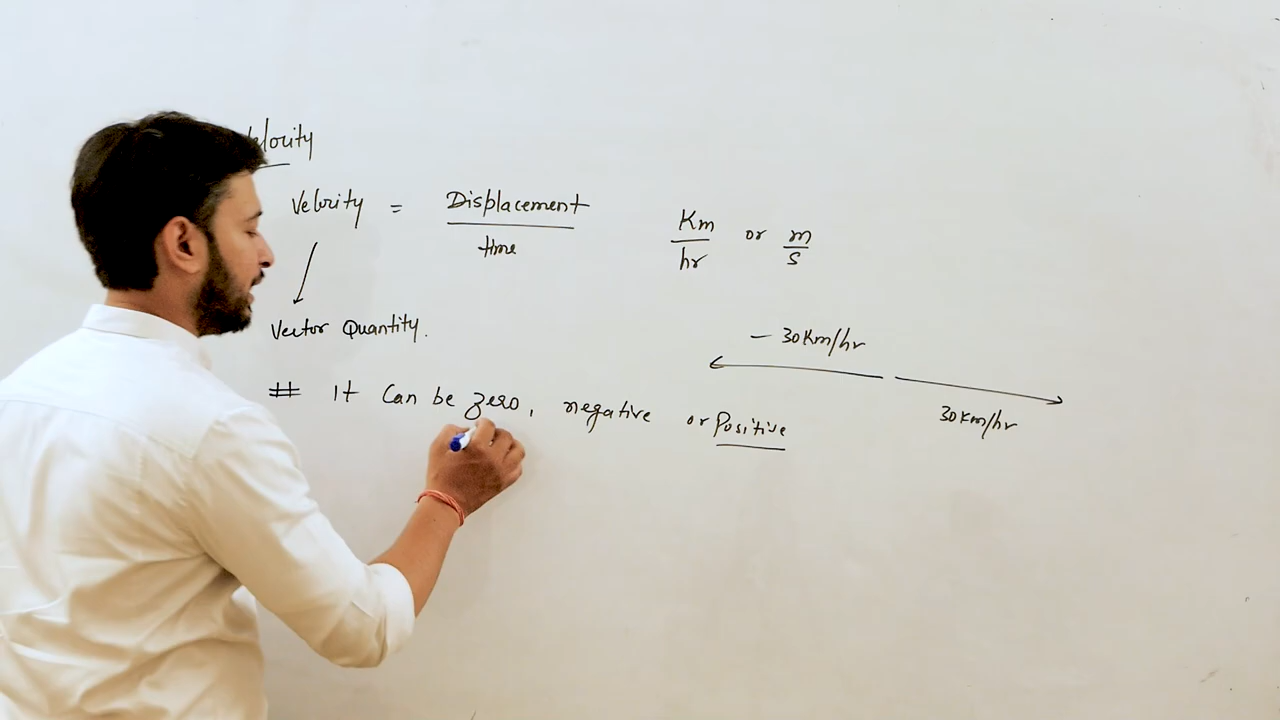 elocity
Velocity = Displacement / time Km / hr or m / s
Vector Quantity.
- 30 Km/hr
# It Can be zero, negative or Positive
30 Km/hr